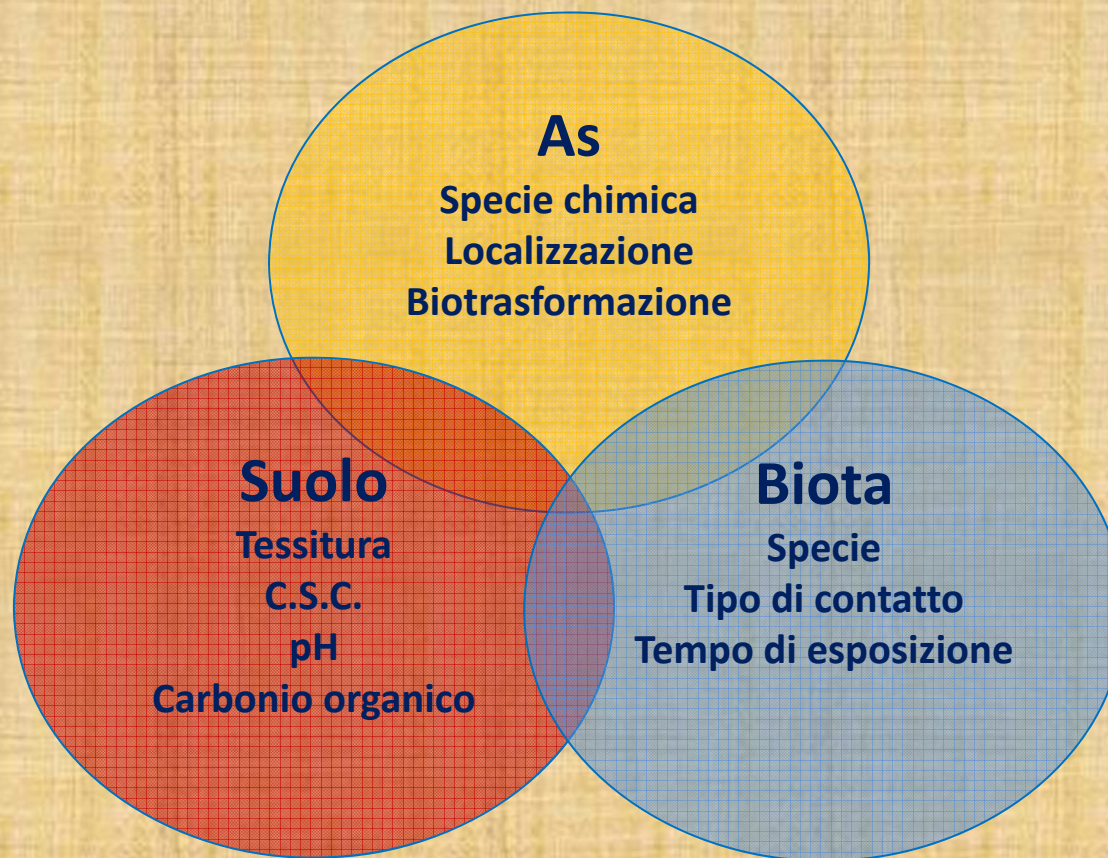 As
Specie chimica
Localizzazione
Biotrasformazione
Suolo
Tessitura
C.S.C.
pH
Carbonio organico
Biota
Specie
Tipo di contatto
Tempo di esposizione